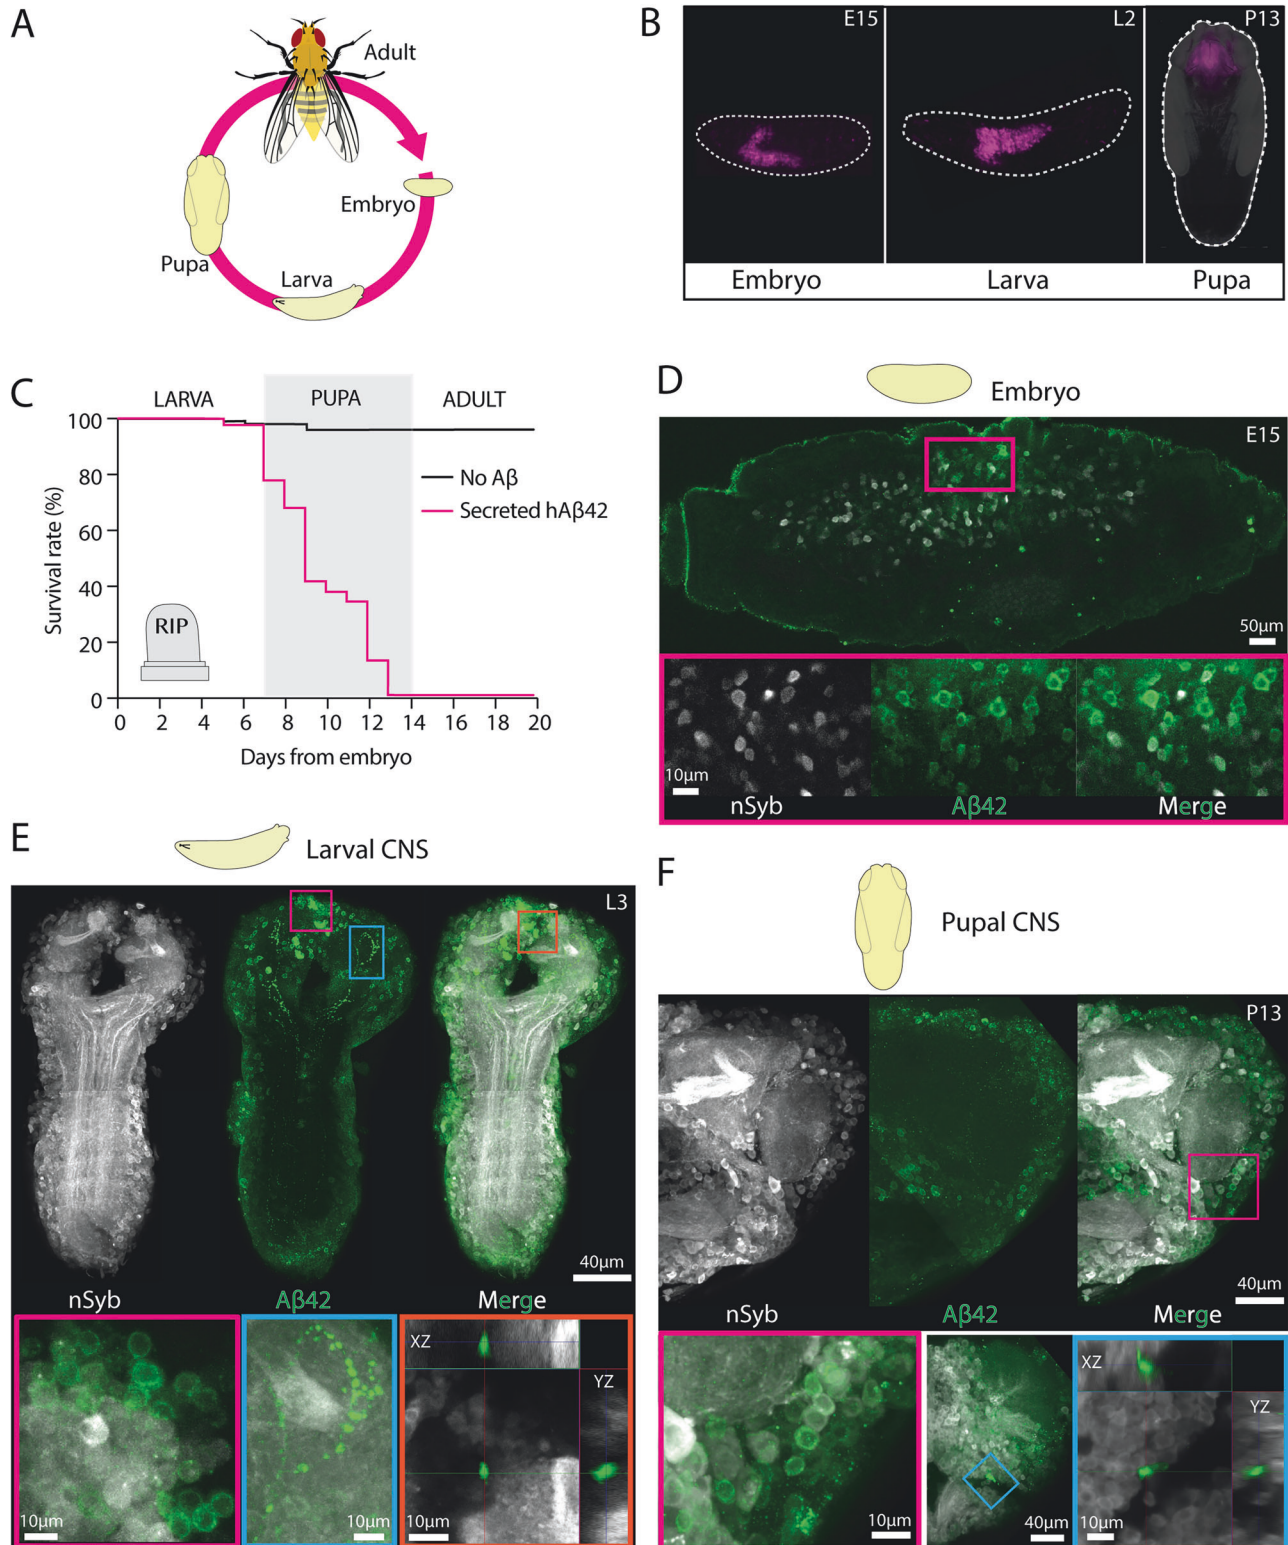 A
Adult
Embryo
Pupa
Larva
B
E15
L2
P13
Embryo
Larva
Pupa
C
LARVA
PUPA
ADULT
100
80
60
40
20
0
Survival rate (%)
No Aβ
Secreted hAβ42
RIP
0 2 4 6 8 10 12 14 16 18 20
Days from embryo
D
Embryo
E15
50µm
10µm
nSyb
Aβ42
Merge
E
Larval CNS
L3
40µm
nSyb
Aβ42
Merge
XZ
YZ
10µm
10µm
10µm
F
Pupal CNS
P13
40µm
nSyb
Aβ42
Merge
XZ
YZ
10µm
40µm
10µm